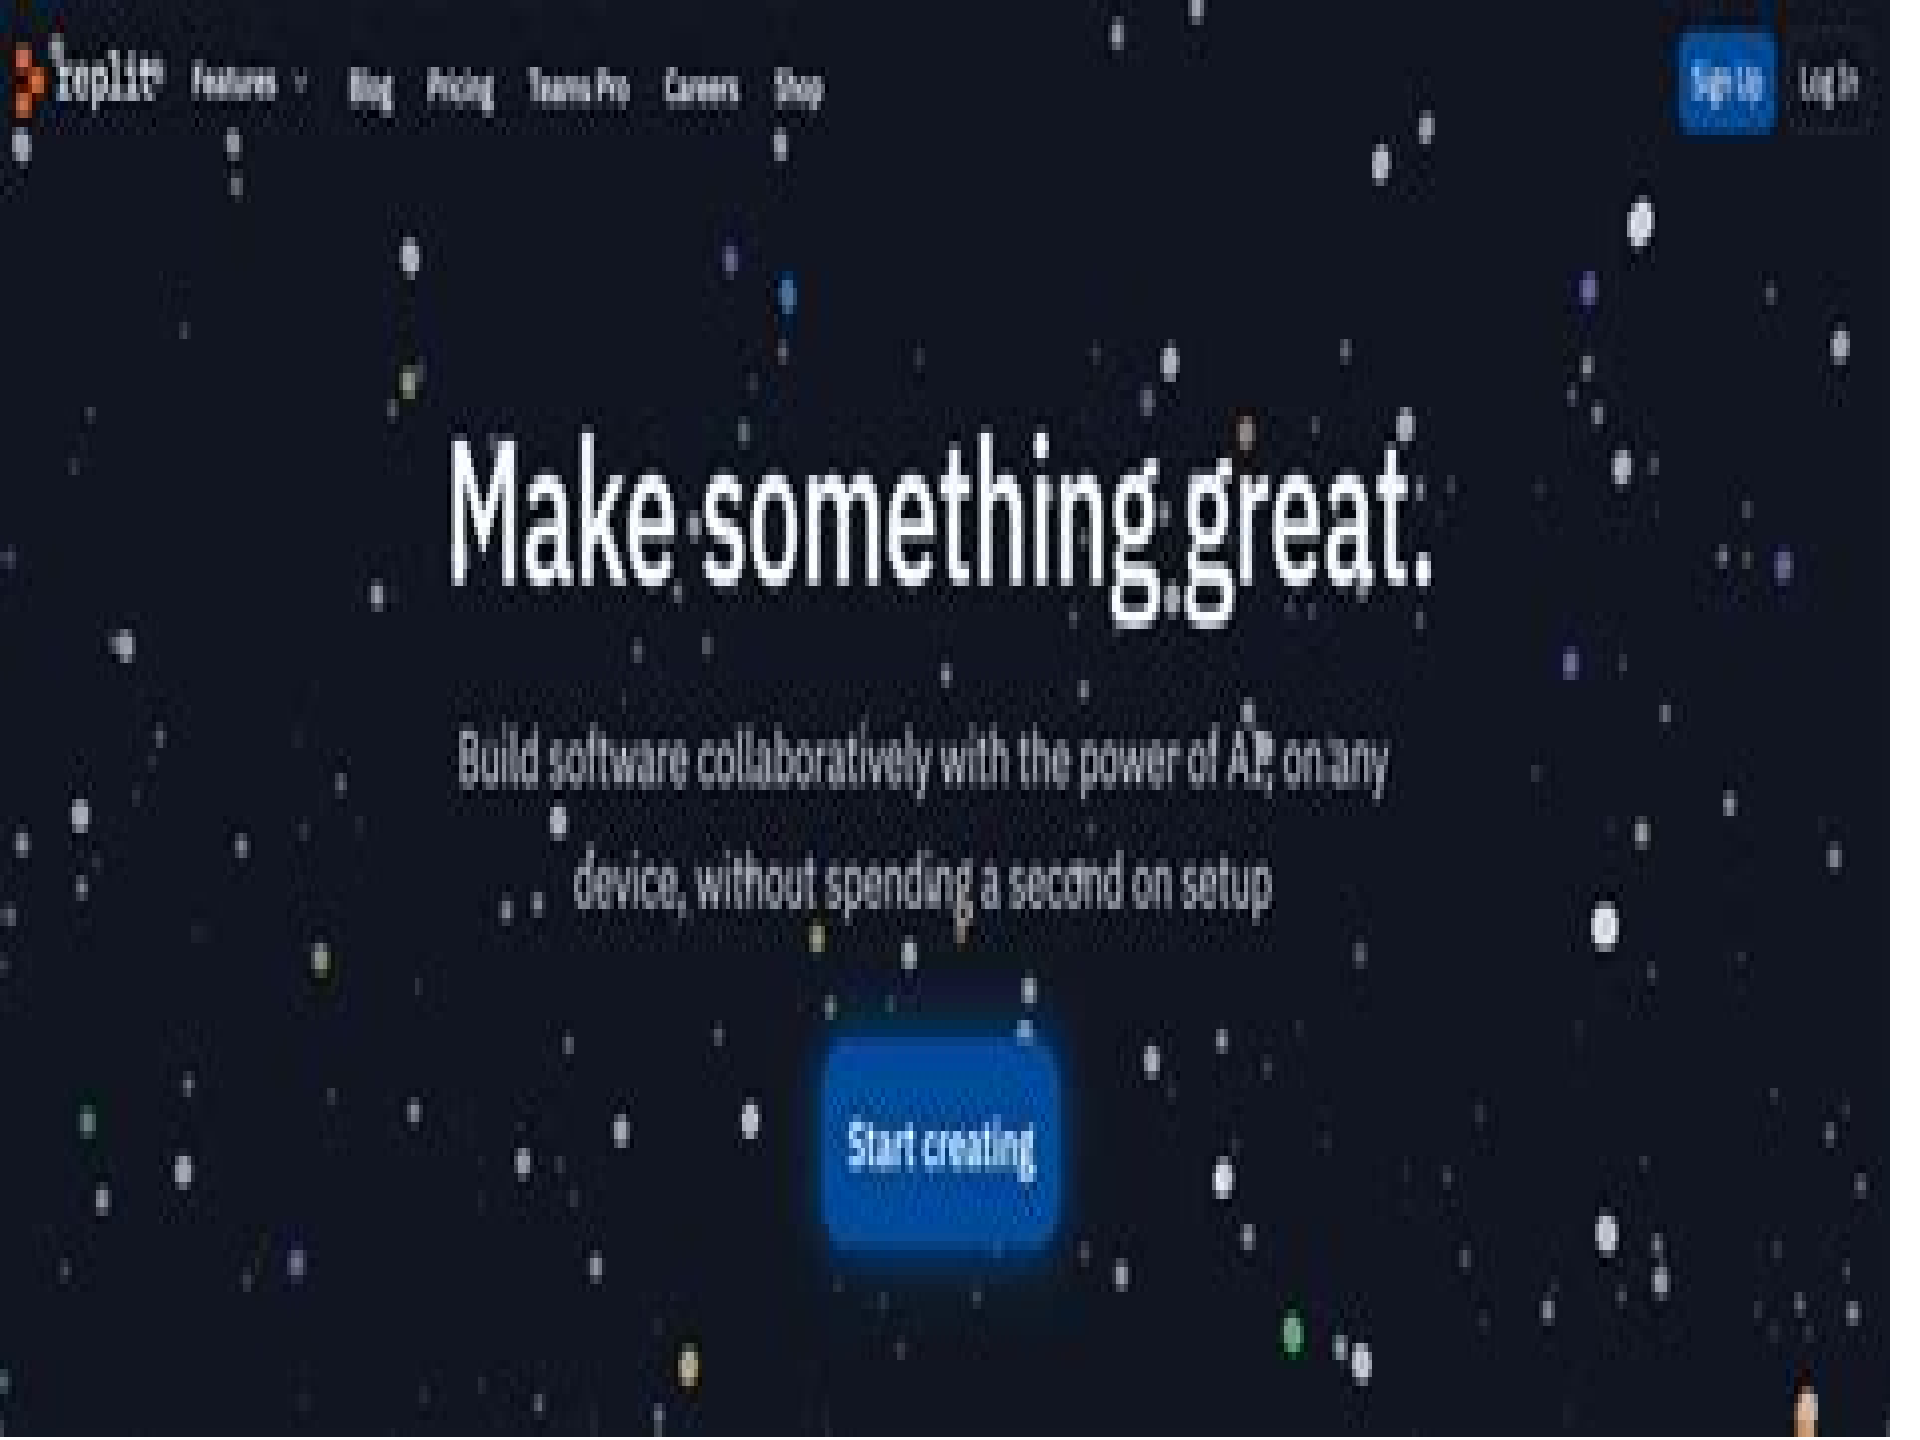 replit Features Blog Pricing Teams Pro Careers Shop Sign Up Log In
Make something great.
Build software collaboratively with the power of AI, on any
device, without spending a second on setup
Start creating